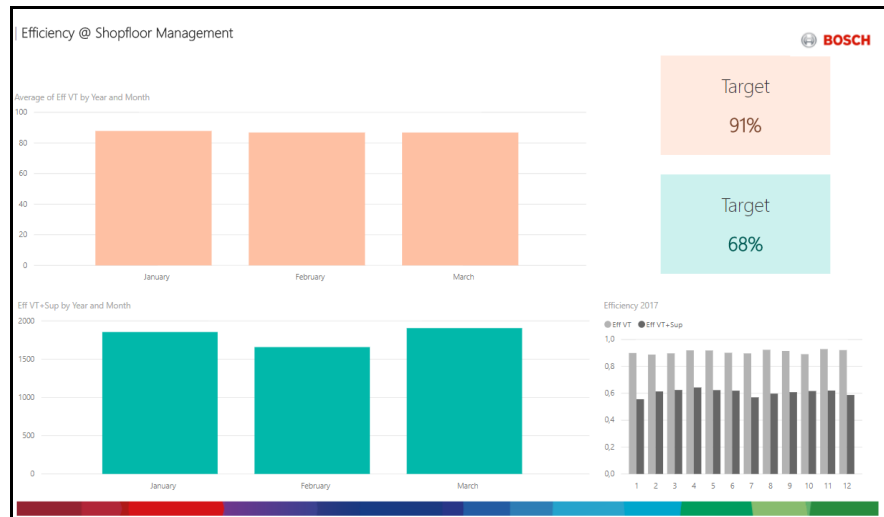 | Efficiency @ Shopfloor Management
BOSCH
Target
91%
Average of Eff VT by Year and Month
100
80
60
40
20
0
January February March
Target
68%
Eff VT+Sup by Year and Month
2000
1500
1000
500
0
January February March
Efficiency 2017
Eff VT Eff VT+Sup
1,0
0,8
0,6
0,4
0,2
0,0
1 2 3 4 5 6 7 8 9 10 11 12